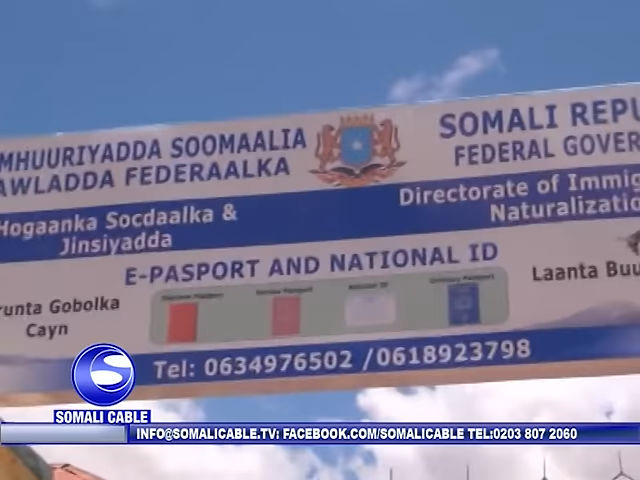 MHUURIYADDA SOOMAALIA
AWLADDA FEDERAALKA
SOMALI REPU
FEDERAL GOVER
Hogaanka Socdaalka &
Jinsiyadda
Directorate of Immig
Naturalizatio
E-PASPORT AND NATIONAL ID
runta Gobolka
Cayn
Laanta Buu
Tel: 0634976502 /0618923798
S
SOMALI CABLE
INFO@SOMALICABLE.TV: FACEBOOK.COM/SOMALICABLE TEL:0203 807 2060